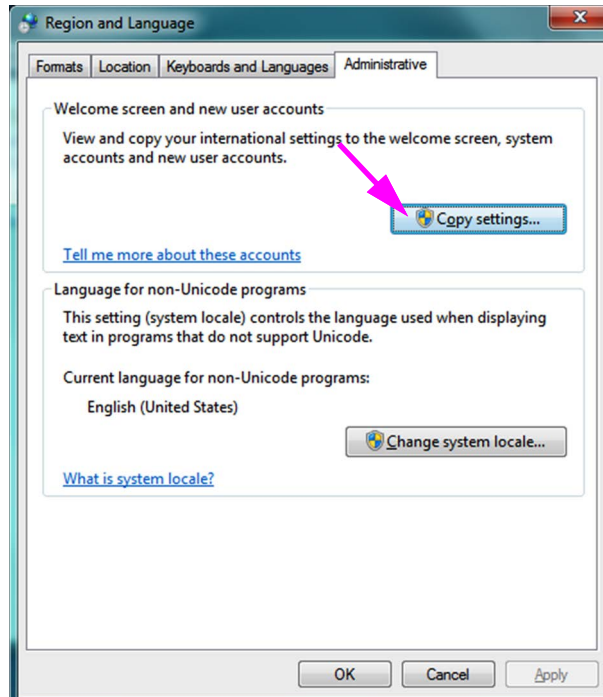 Region and Language
Formats Location Keyboards and Languages Administrative
Welcome screen and new user accounts
View and copy your international settings to the welcome screen, system
accounts and new user accounts.
Copy settings...
Tell me more about these accounts
Language for non-Unicode programs
This setting (system locale) controls the language used when displaying
text in programs that do not support Unicode.
Current language for non-Unicode programs:
English (United States)
Change system locale...
What is system locale?
OK Cancel Apply